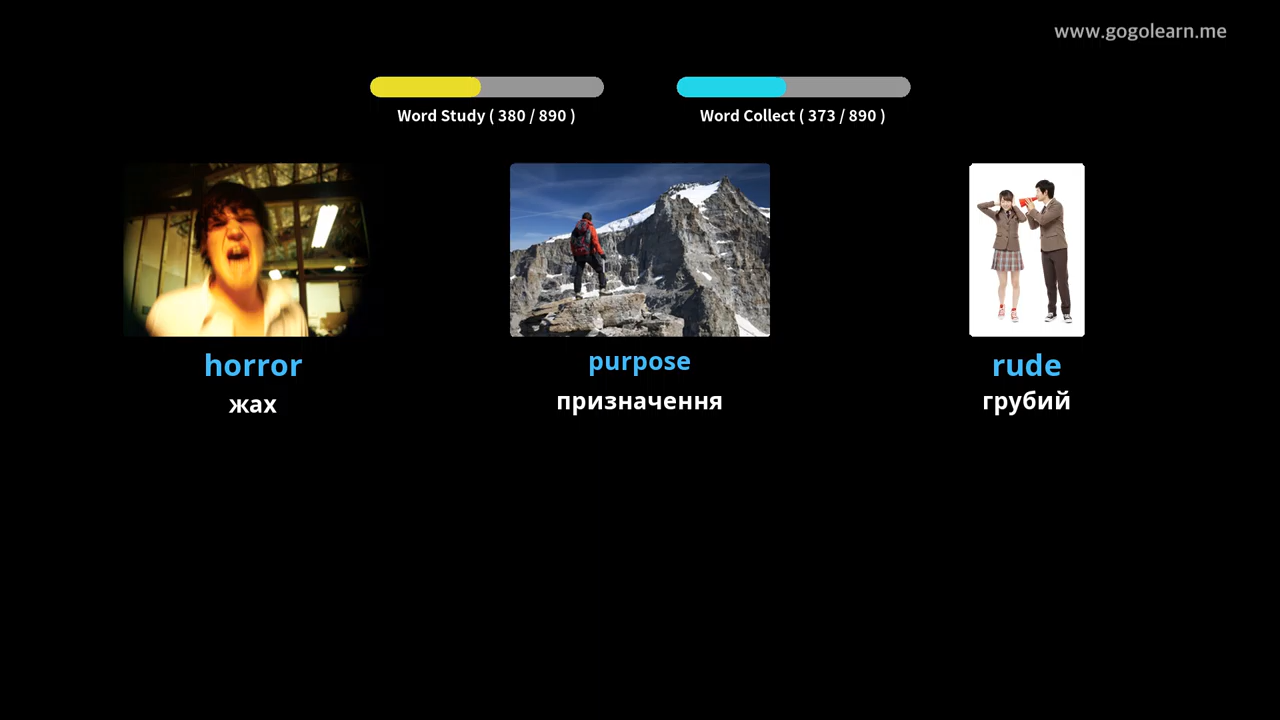 www.gogolearn.me
Word Study ( 380 / 890 )
Word Collect ( 373 / 890 )
horror
purpose
rude
жах
призначення
грубий